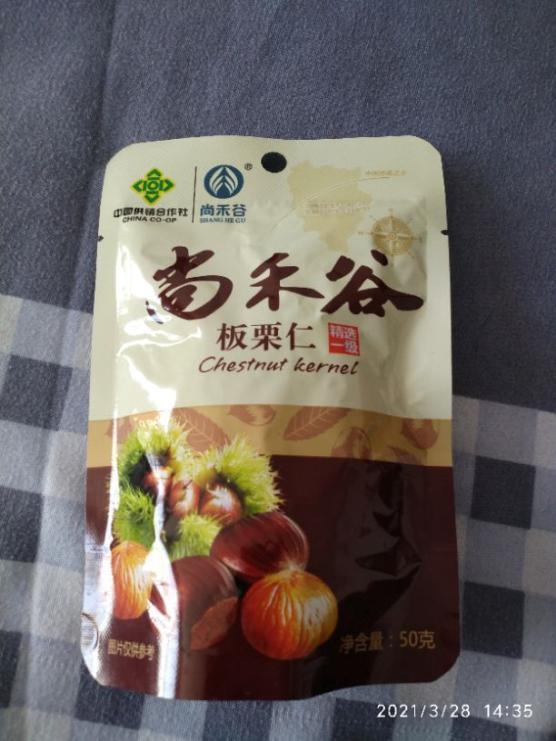 中国供销合作社
CHINA CO-OP
尚禾谷
®
SHANG HE GU
尚禾谷
板栗仁
精选
一级
Chestnut kernel
图片仅供参考
净含量：50克
2021/3/28 14:35